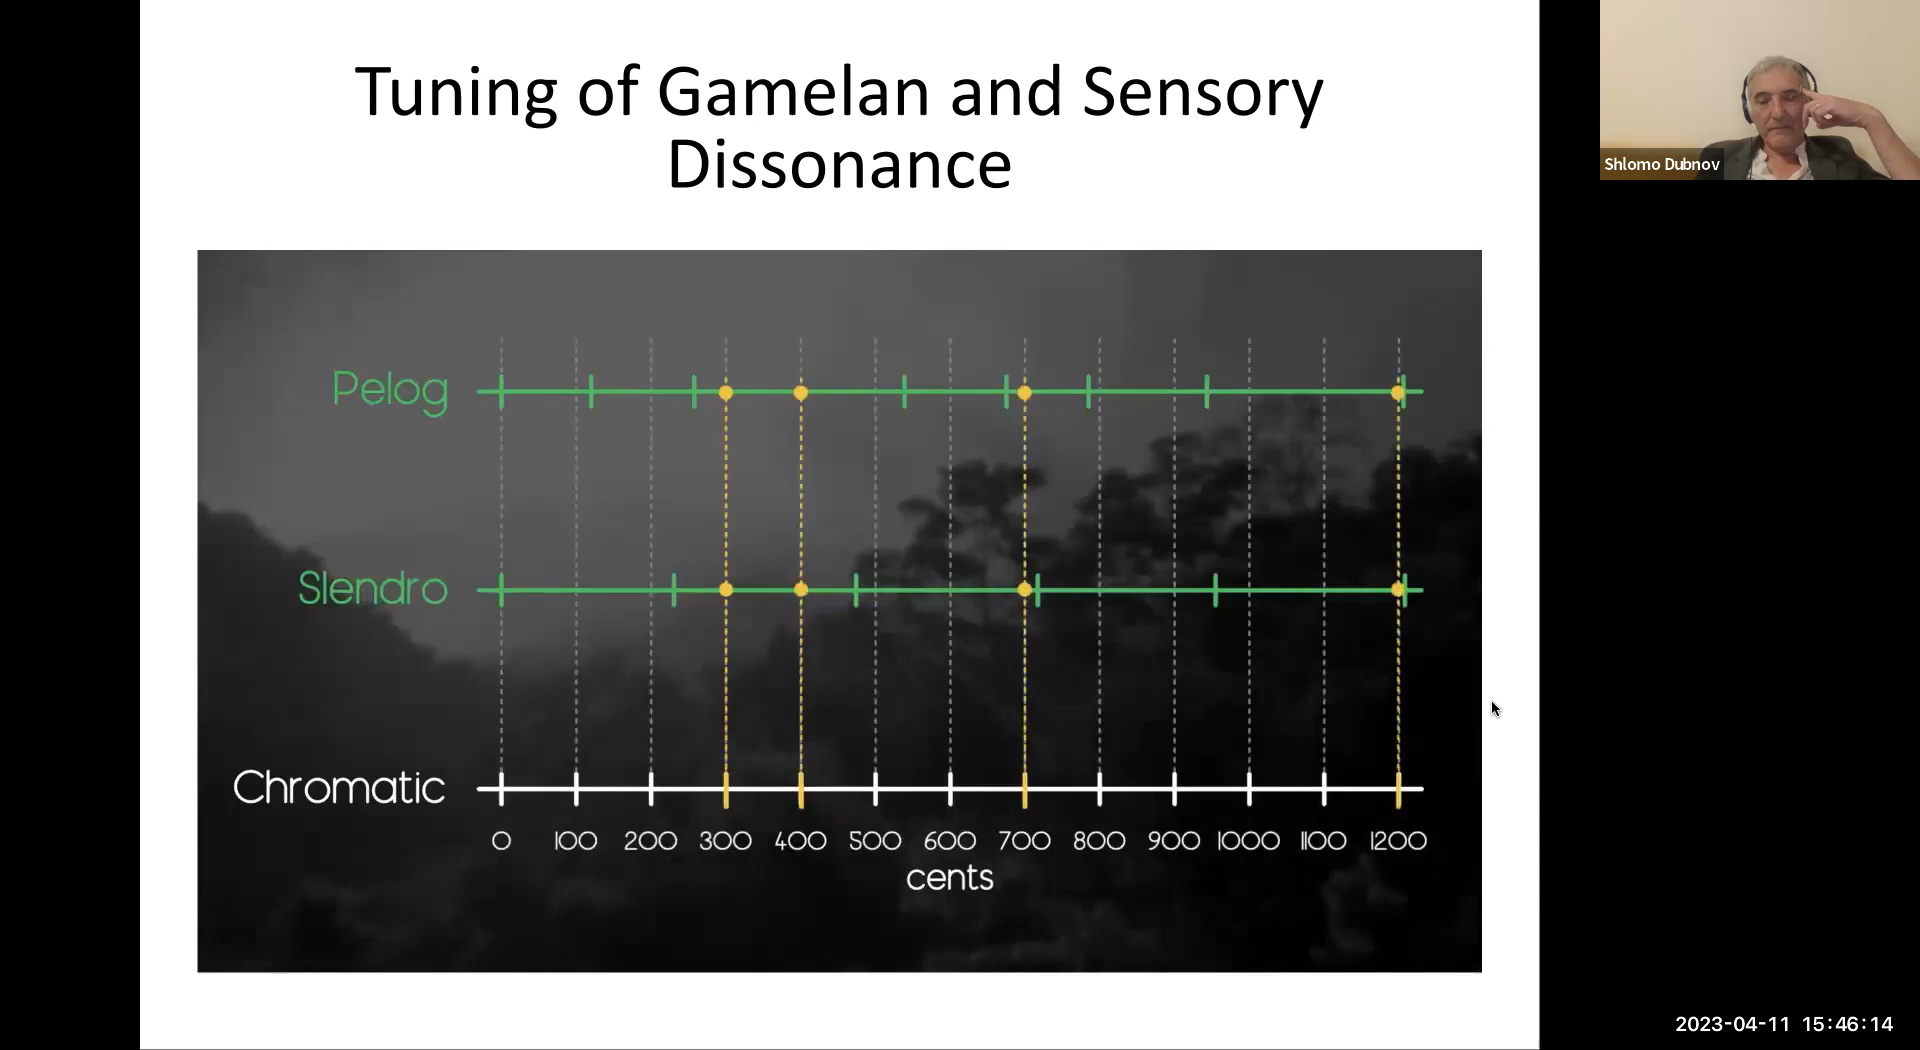 Tuning of Gamelan and Sensory
Dissonance
Shlomo Dubnov
Pelog
Slendro
Chromatic
0 100 200 300 400 500 600 700 800 900 1000 1100 1200
cents
2023-04-11 15:46:14